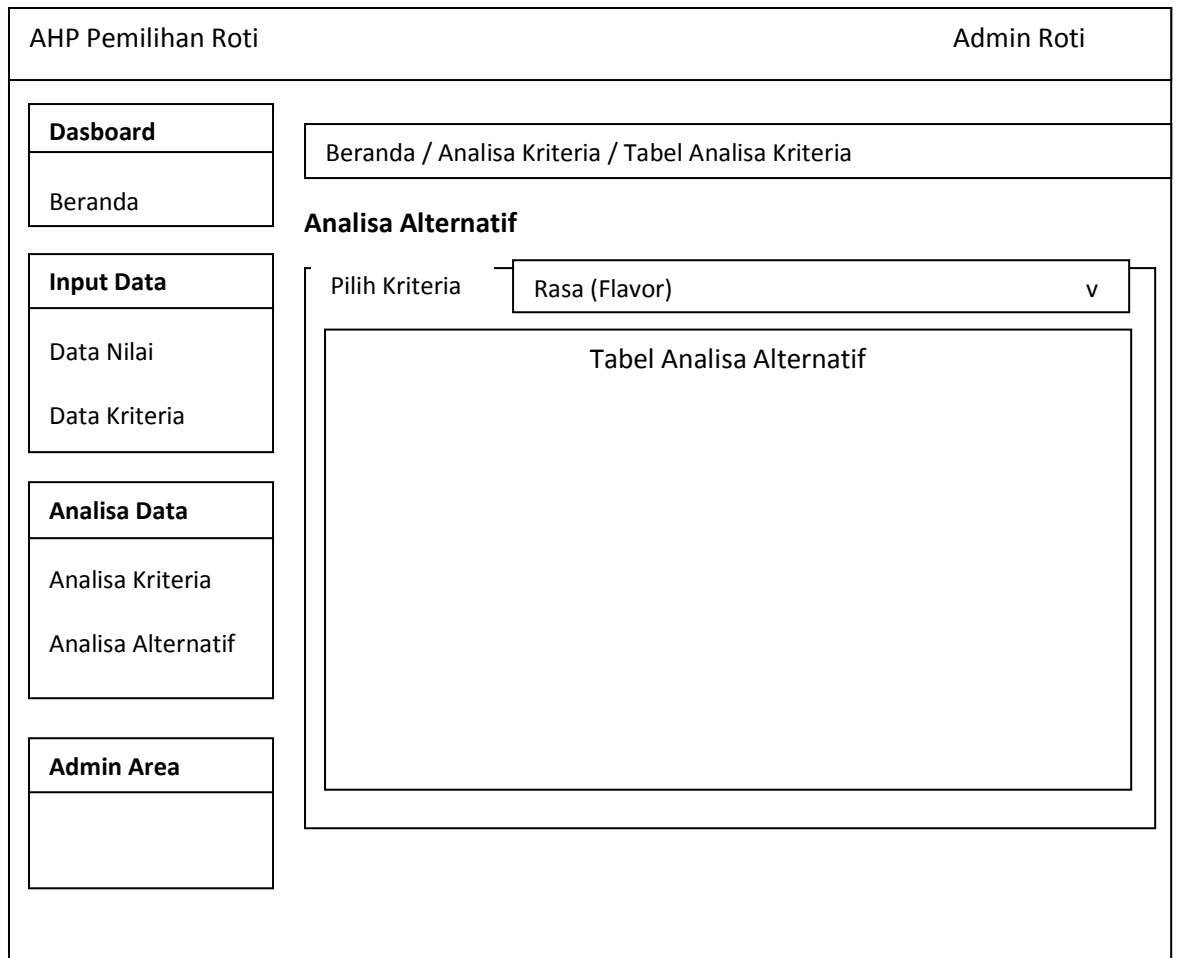 AHP Pemilihan Roti
Admin Roti
Dasboard
Beranda
Input Data
Data Nilai
Data Kriteria
Analisa Data
Analisa Kriteria
Analisa Alternatif
Admin Area
Beranda / Analisa Kriteria / Tabel Analisa Kriteria
Analisa Alternatif
Pilih Kriteria
Rasa (Flavor) v
Tabel Analisa Alternatif